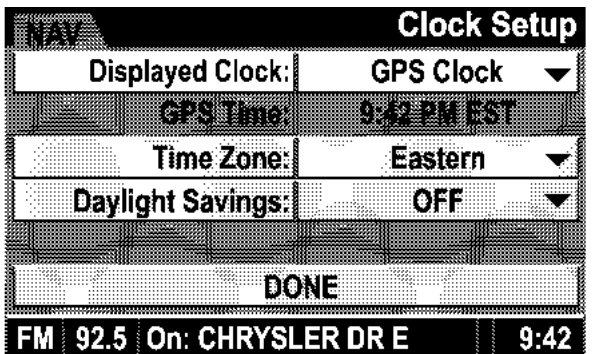 NAV
Clock Setup
Displayed Clock: GPS Clock
GPS Time: 9:42 PM EST
Time Zone: Eastern
Daylight Savings: OFF
DONE
FM 92.5 On: CHRYSLER DR E 9:42